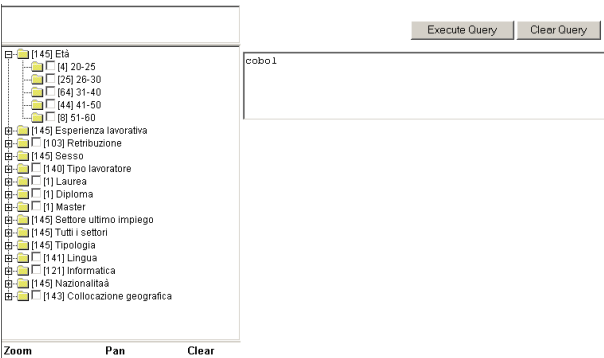 Execute Query Clear Query
cobol
[145] Età
[4] 20-25
[25] 26-30
[64] 31-40
[44] 41-50
[8] 51-60
[145] Esperienza lavorativa
[103] Retribuzione
[145] Sesso
[140] Tipo lavoratore
[1] Laurea
[1] Diploma
[1] Master
[145] Settore ultimo impiego
[145] Tutti i settori
[145] Tipologia
[141] Lingua
[121] Informatica
[145] Nazionalitaà
[143] Collocazione geografica
Zoom Pan Clear